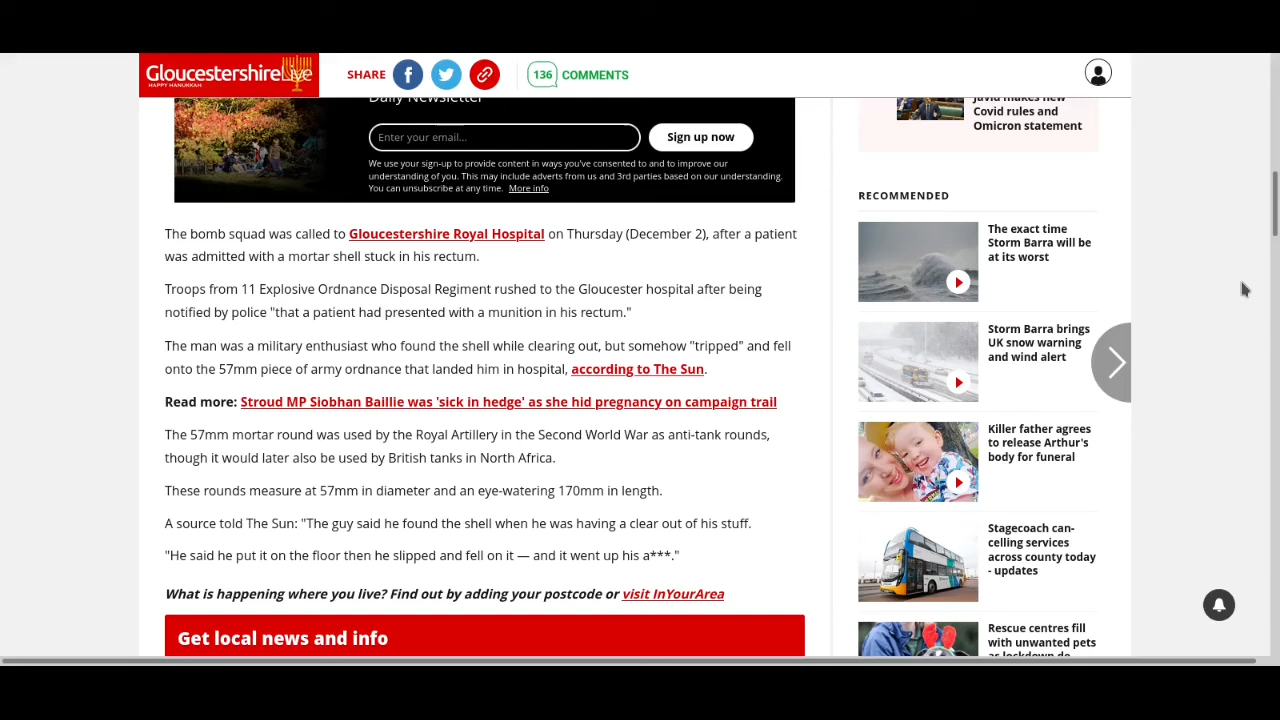 GloucestershireLive
HAPPY HANUKKAH
SHARE
136 COMMENTS
Daily Newsletter
Enter your email...
Sign up now
We use your sign-up to provide content in ways you've consented to and to improve our
understanding of you. This may include adverts from us and 3rd parties based on our understanding.
You can unsubscribe at any time. More info
The bomb squad was called to Gloucestershire Royal Hospital on Thursday (December 2), after a patient
was admitted with a mortar shell stuck in his rectum.
Troops from 11 Explosive Ordnance Disposal Regiment rushed to the Gloucester hospital after being
notified by police "that a patient had presented with a munition in his rectum."
The man was a military enthusiast who found the shell while clearing out, but somehow "tripped" and fell
onto the 57mm piece of army ordnance that landed him in hospital, according to The Sun.
Read more: Stroud MP Siobhan Baillie was 'sick in hedge' as she hid pregnancy on campaign trail
The 57mm mortar round was used by the Royal Artillery in the Second World War as anti-tank rounds,
though it would later also be used by British tanks in North Africa.
These rounds measure at 57mm in diameter and an eye-watering 170mm in length.
A source told The Sun: "The guy said he found the shell when he was having a clear out of his stuff.
"He said he put it on the floor then he slipped and fell on it — and it went up his a***."
What is happening where you live? Find out by adding your postcode or visit InYourArea
Get local news and info
Javid makes new
Covid rules and
Omicron statement
RECOMMENDED
The exact time
Storm Barra will be
at its worst
Storm Barra brings
UK snow warning
and wind alert
Killer father agrees
to release Arthur's
body for funeral
Stagecoach can-
celling services
across county today
- updates
Rescue centres fill
with unwanted pets
as lockdown do